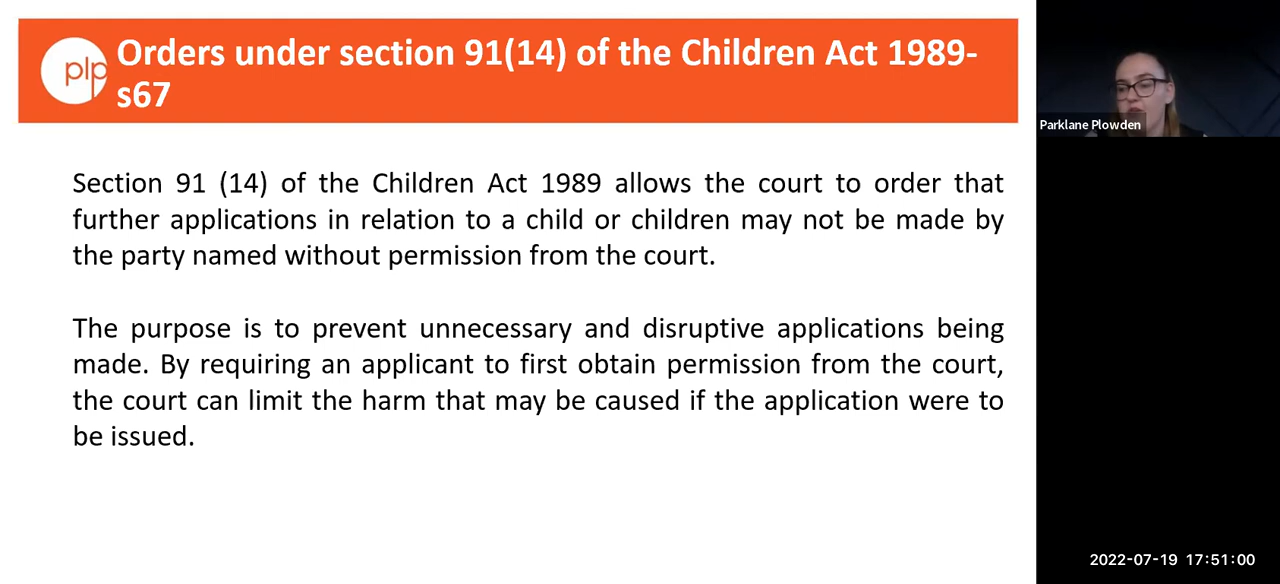 plp
Orders under section 91(14) of the Children Act 1989-
s67
Section 91 (14) of the Children Act 1989 allows the court to order that
further applications in relation to a child or children may not be made by
the party named without permission from the court.
The purpose is to prevent unnecessary and disruptive applications being
made. By requiring an applicant to first obtain permission from the court,
the court can limit the harm that may be caused if the application were to
be issued.
Parklane Plowden
2022-07-19 17:51:00